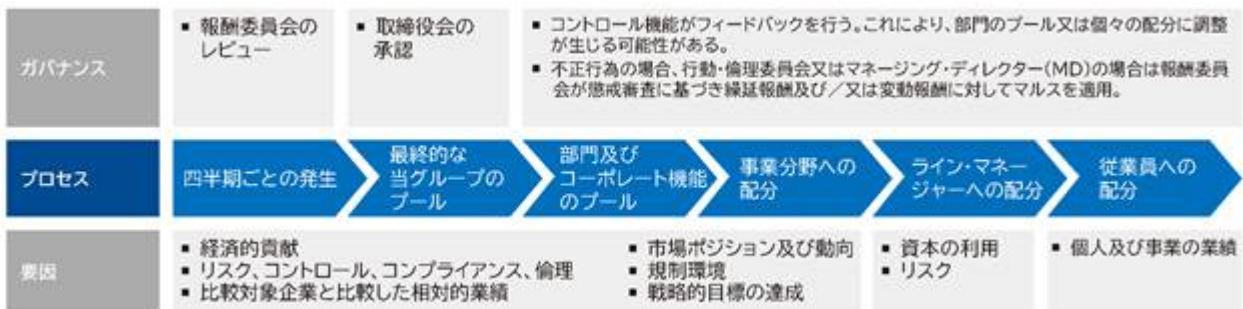 ガバナンス
▪ 報酬委員会の
レビュー
▪ 取締役会の
承認
▪ コントロール機能がフィードバックを行う。これにより、部門のプール又は個々の配分に調整
が生じる可能性がある。
▪ 不正行為の場合、行動・倫理委員会又はマネージング・ディレクター(MD)の場合は報酬委員
会が懲戒審査に基づき繰延報酬及び/又は変動報酬に対してマルスを適用。
プロセス
四半期ごとの発生
最終的な
当グループの
プール
部門及び
コーポレート機能
のプール
事業分野への
配分
ライン・マネー
ジャーへの配分
従業員への
配分
要因
▪ 経済的貢献
▪ リスク、コントロール、コンプライアンス、倫理
▪ 比較対象企業と比較した相対的業績
▪ 市場ポジション及び動向
▪ 規制環境
▪ 戦略的目標の達成
▪ 資本の利用
▪ リスク
▪ 個人及び事業の業績